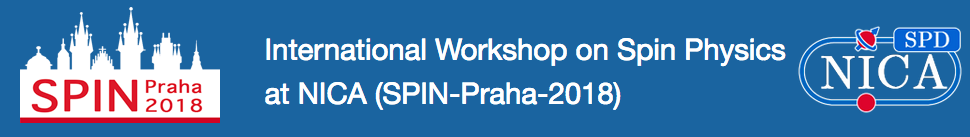 SPIN Praha
2018
International Workshop on Spin Physics
at NICA (SPIN-Praha-2018)
SPD
NICA